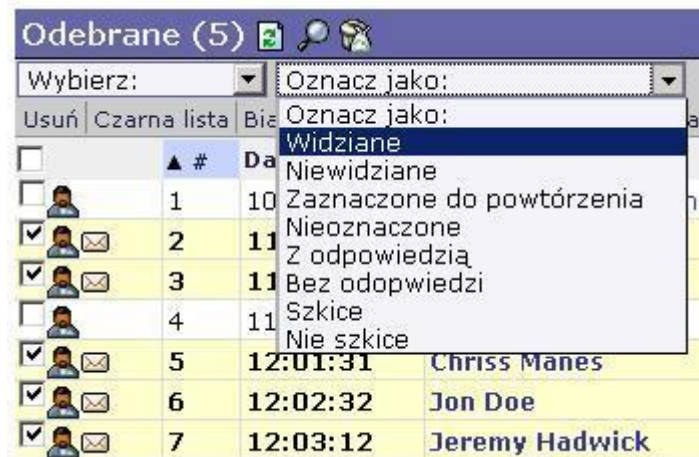 Odebrane (5)
Wybierz: Oznacz jako:
Usuń Czarna lista
Oznacz jako:
Widziane
Niewidziane
Zaznaczone do powtórzenia
Nieoznaczone
Z odpowiedzią
Bez odopwiedzi
Szkice
Nie szkice
▲ #
1
2
3
4
5 12:01:31 Chriss Manes
6 12:02:32 Jon Doe
7 12:03:12 Jeremy Hadwick